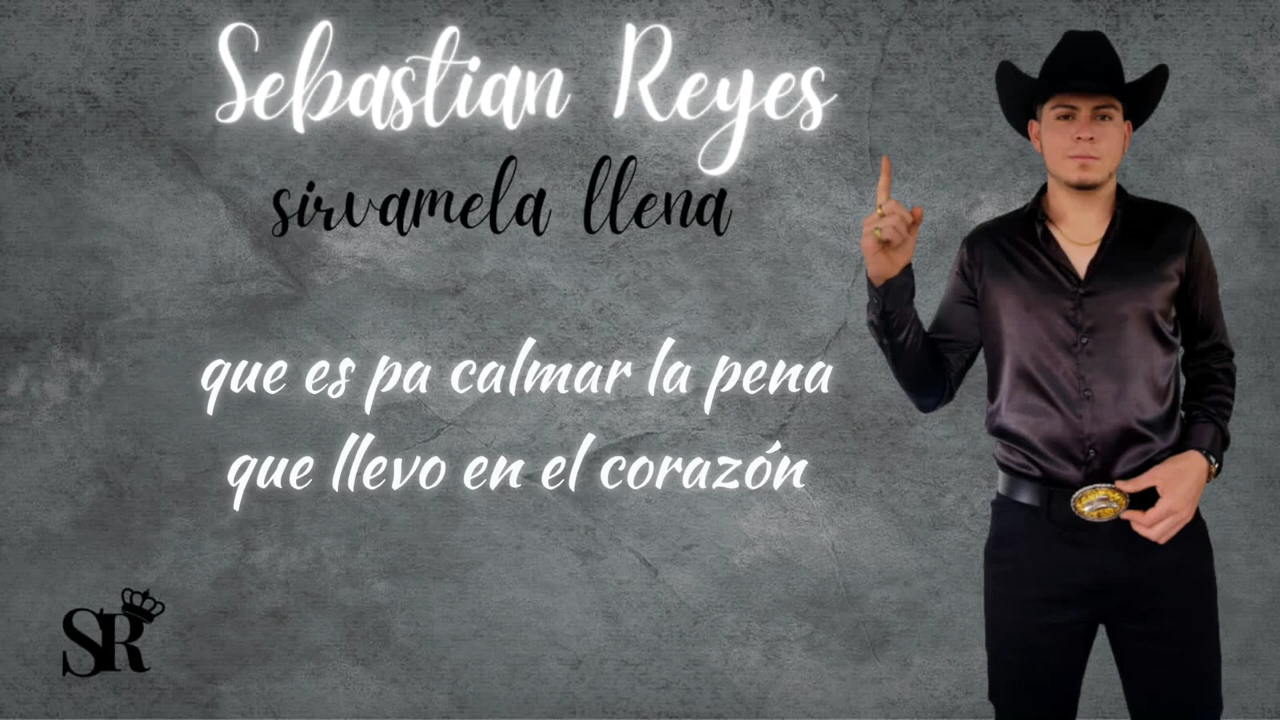 Sebastian Reyes
sirvamela llena
que es pa calmar la pena
que llevo en el corazón
SR